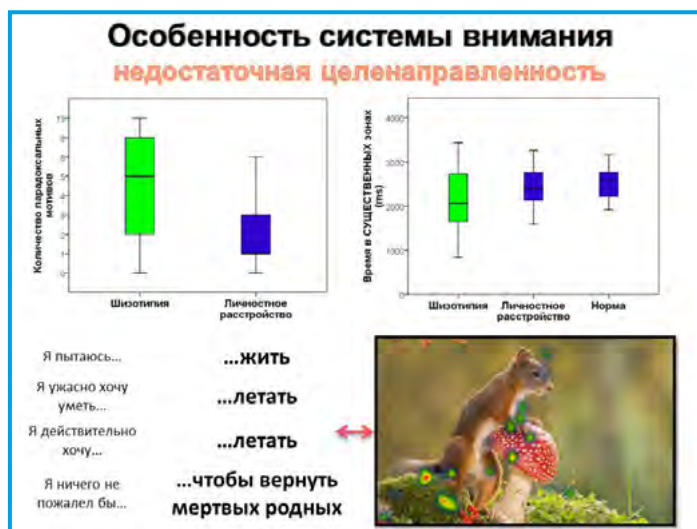 Особенность системы внимания
недостаточная целенаправленность
Количество парадоксальных
мотивов
Шизотипия
Личностное
расстройство
Время в СУЩЕСТВЕННЫХ зонах
(ms)
4000
3000
2000
1000
0
Шизотипия
Личностное
расстройство
Норма
Я пытаюсь... ...жить
Я ужасно хочу
уметь... ...летать
Я действительно
хочу... ...летать
Я ничего не
пожалел бы... ...чтобы вернуть
мертвых родных